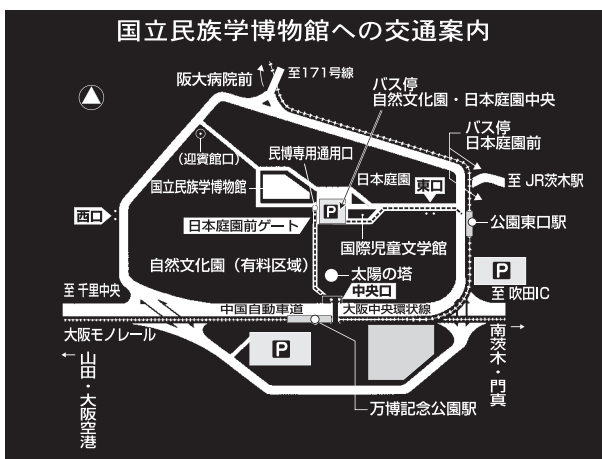 国立民族学博物館への交通案内
阪大病院前
至171号線
バス停
自然文化園・日本庭園中央
バス停
日本庭園前
民博専用通用口
(迎賓館口)
日本庭園
東口
至 JR茨木駅
国立民族学博物館
P
西口
日本庭園前ゲート
公園東口駅
国際児童文学館
自然文化園(有料区域)
太陽の塔
P
至 千里中央
中央口
至 吹田IC
中国自動車道
大阪中央環状線
大阪モノレール
P
南茨木・門真
山田・大阪空港
万博記念公園駅